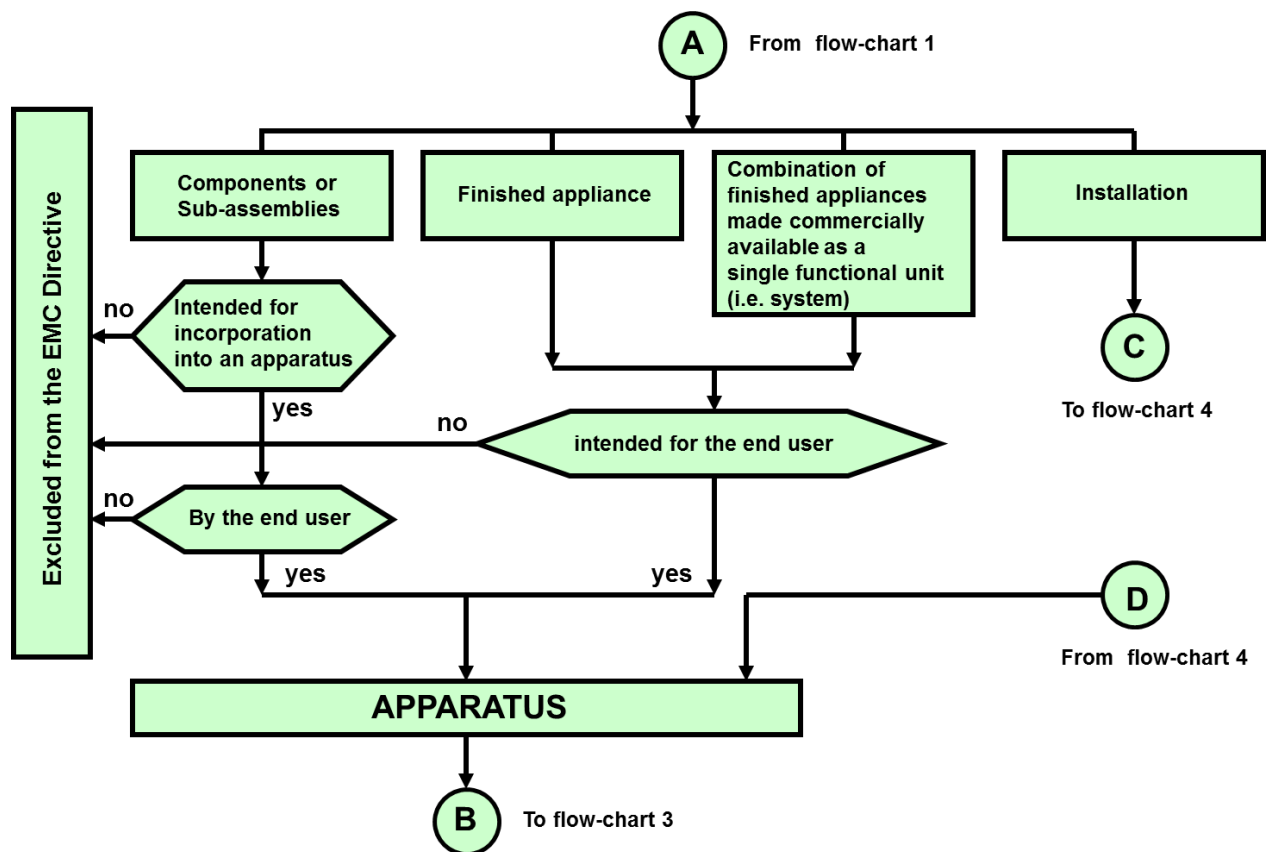 A
From flow-chart 1
Excluded from the EMC Directive
Components or
Sub-assemblies
Finished appliance
Combination of
finished appliances
made commercially
available as a
single functional unit
(i.e. system)
Installation
no
Intended for
incorporation
into an apparatus
C
To flow-chart 4
yes
no
intended for the end user
no
By the end user
yes
yes
D
From flow-chart 4
APPARATUS
B
To flow-chart 3